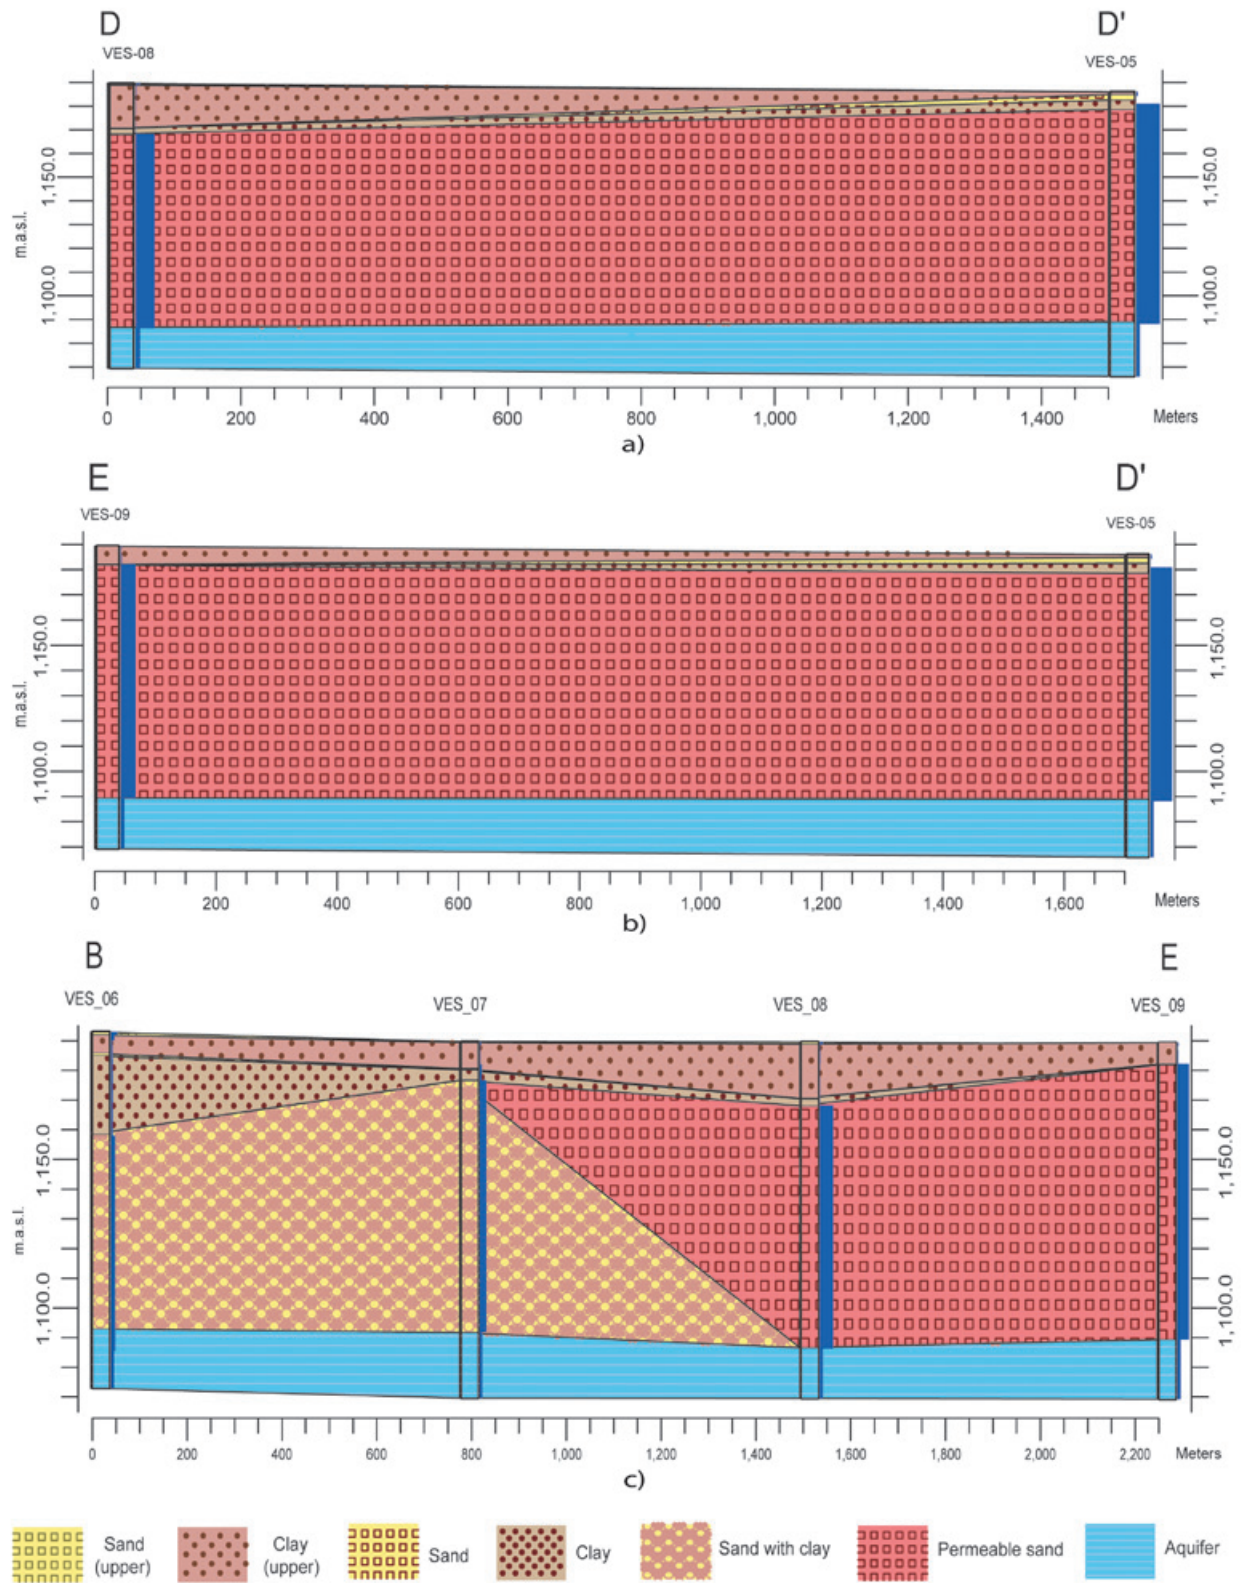 D
D'
VES-08
VES-05
1,150.0
1,100.0
m.a.s.l.
1,150.0
1,100.0
0 200 400 600 800 1,000 1,200 1,400 Meters
a)
E
D'
VES-09
VES-05
1,150.0
1,100.0
m.a.s.l.
1,150.0
1,100.0
0 200 400 600 800 1,000 1,200 1,400 1,600 Meters
b)
B
E
VES_06 VES_07 VES_08 VES_09
1,150.0
1,100.0
m.a.s.l.
1,150.0
1,100.0
0 200 400 600 800 1,000 1,200 1,400 1,600 1,800 2,000 2,200 Meters
c)
Sand
(upper)
Clay
(upper)
Sand
Clay
Sand with clay
Permeable sand
Aquifer